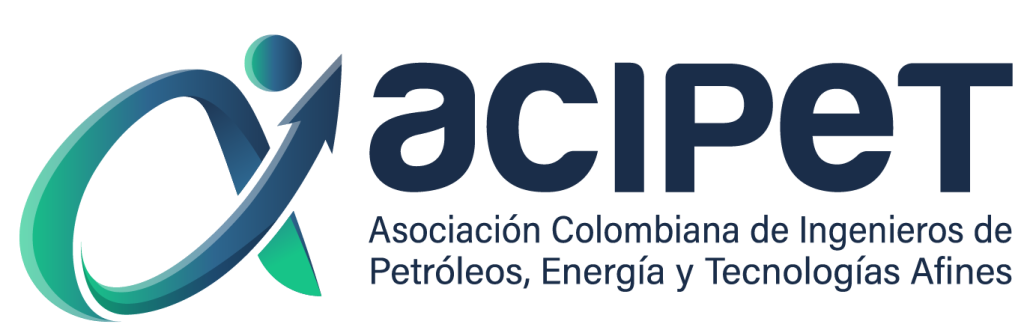 acIPeT
Asociación Colombiana de Ingenieros de
Petróleos, Energía y Tecnologías Afines